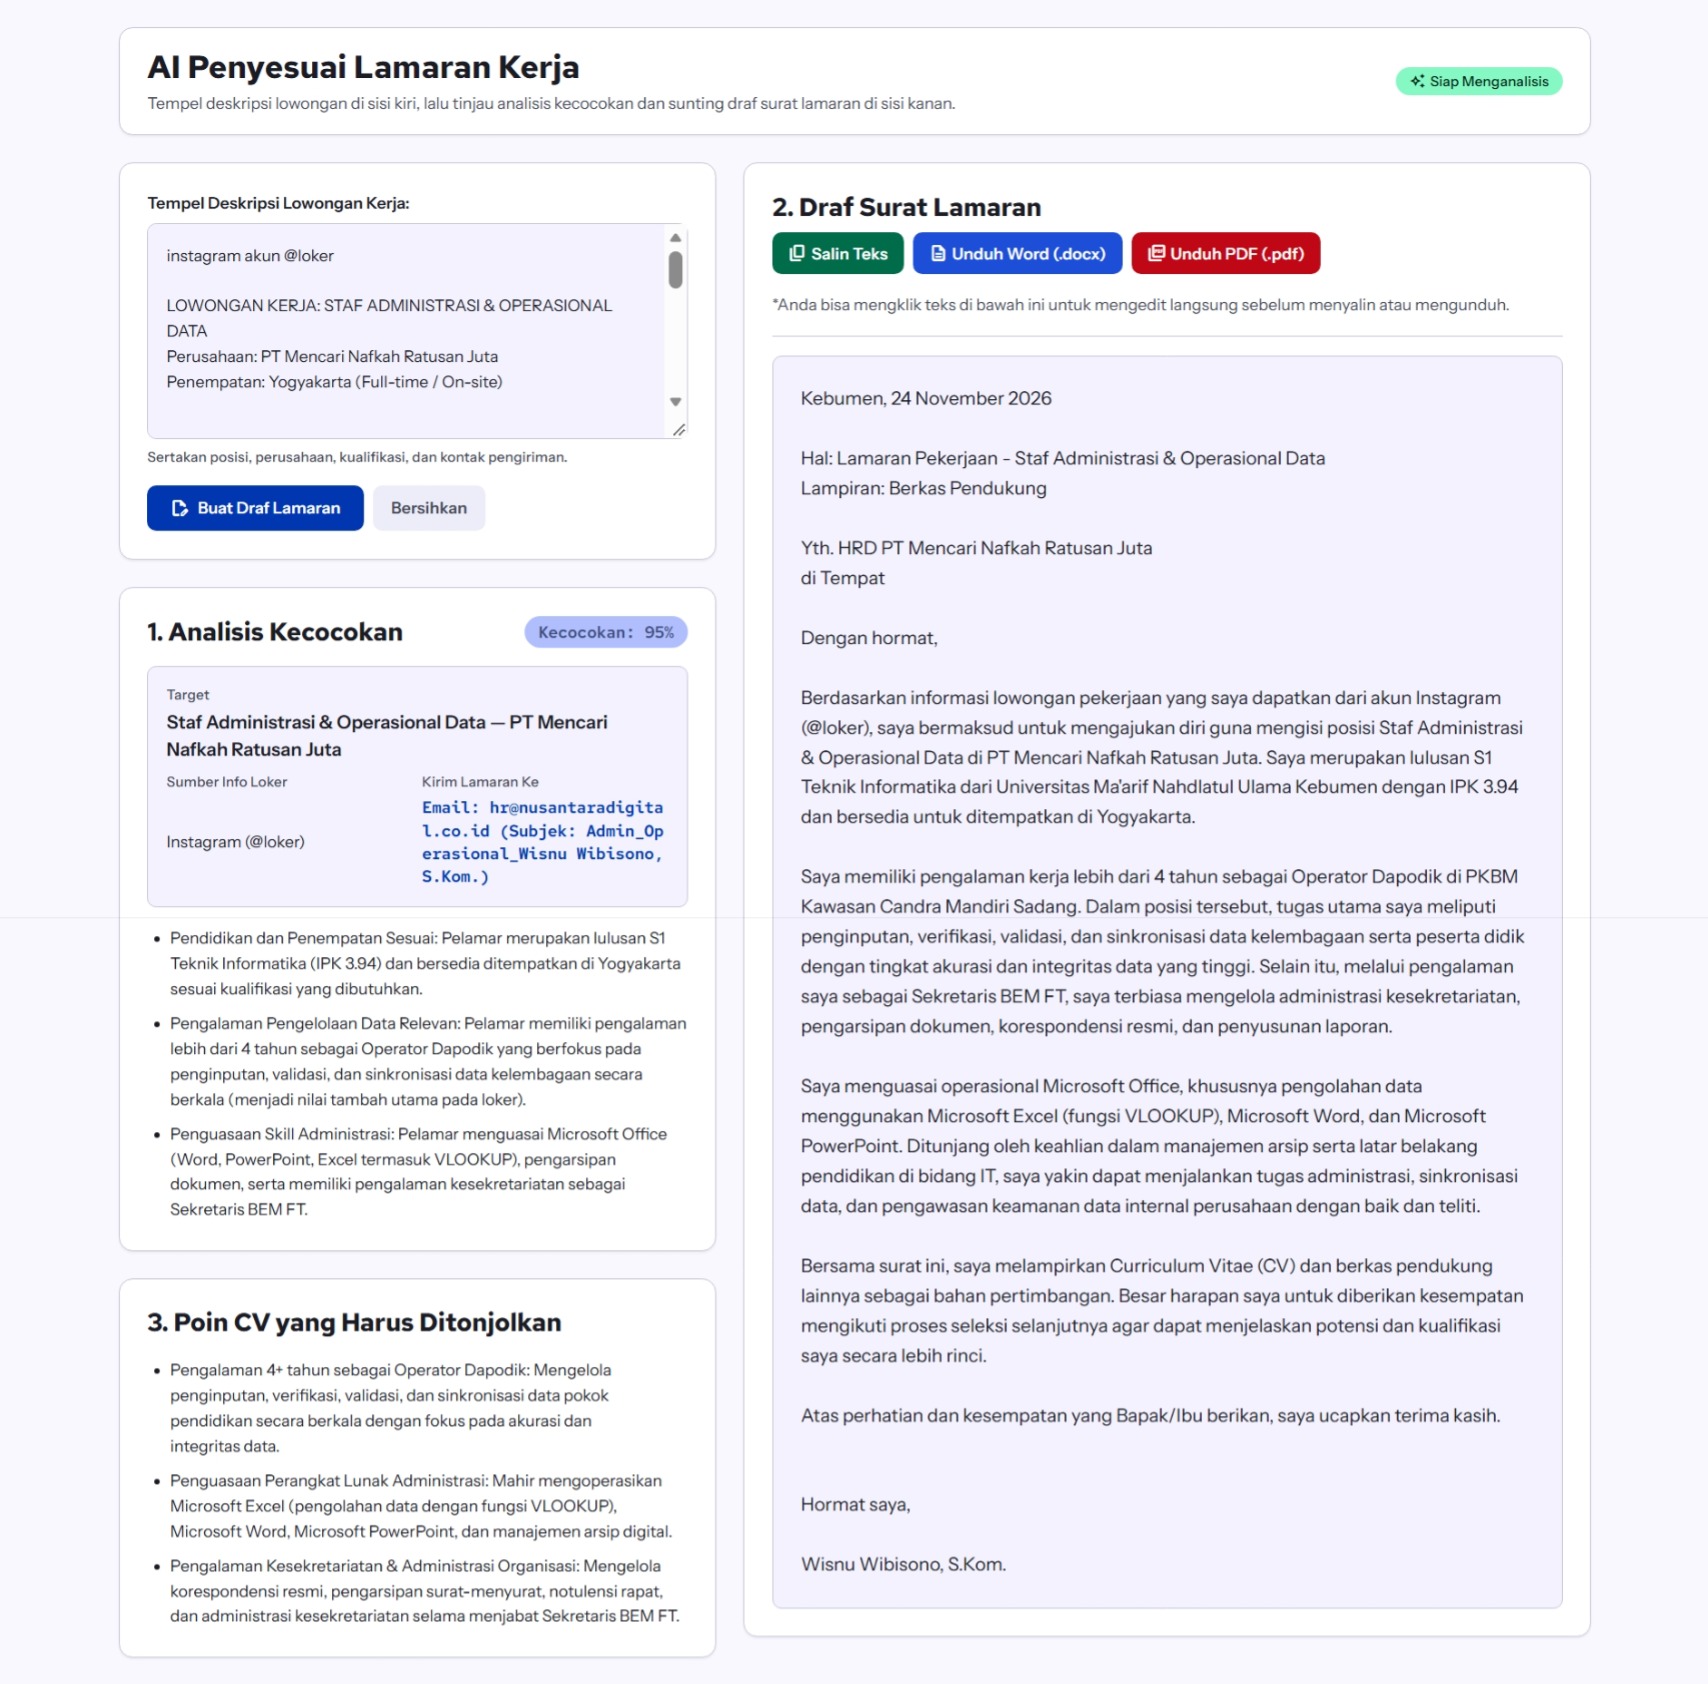 AI Penyesuai Lamaran Kerja
Tempel deskripsi lowongan di sisi kiri, lalu tinjau analisis kecocokan dan sunting draf surat lamaran di sisi kanan.
Siap Menganalisis
Tempel Deskripsi Lowongan Kerja:
instagram akun @loker
LOWONGAN KERJA: STAF ADMINISTRASI & OPERASIONAL
DATA
Perusahaan: PT Mencari Nafkah Ratusan Juta
Penempatan: Yogyakarta (Full-time / On-site)
Sertakan posisi, perusahaan, kualifikasi, dan kontak pengiriman.
Buat Draf Lamaran
Bersihkan
1. Analisis Kecocokan
Kecocokan: 95%
Target
Staf Administrasi & Operasional Data — PT Mencari
Nafkah Ratusan Juta
Sumber Info Loker
Instagram (@loker)
Kirim Lamaran Ke
Email: hr@nusantaradigita
l.co.id (Subjek: Admin_Op
erasional_Wisnu Wibisono,
S.Kom.)
• Pendidikan dan Penempatan Sesuai: Pelamar merupakan lulusan S1
Teknik Informatika (IPK 3.94) dan bersedia ditempatkan di Yogyakarta
sesuai kualifikasi yang dibutuhkan.
• Pengalaman Pengelolaan Data Relevan: Pelamar memiliki pengalaman
lebih dari 4 tahun sebagai Operator Dapodik yang berfokus pada
penginputan, validasi, dan sinkronisasi data kelembagaan secara
berkala (menjadi nilai tambah utama pada loker).
• Penguasaan Skill Administrasi: Pelamar menguasai Microsoft Office
(Word, PowerPoint, Excel termasuk VLOOKUP), pengarsipan
dokumen, serta memiliki pengalaman kesekretariatan sebagai
Sekretaris BEM FT.
3. Poin CV yang Harus Ditonjolkan
• Pengalaman 4+ tahun sebagai Operator Dapodik: Mengelola
penginputan, verifikasi, validasi, dan sinkronisasi data pokok
pendidikan secara berkala dengan fokus pada akurasi dan
integritas data.
• Penguasaan Perangkat Lunak Administrasi: Mahir mengoperasikan
Microsoft Excel (pengolahan data dengan fungsi VLOOKUP),
Microsoft Word, Microsoft PowerPoint, dan manajemen arsip digital.
• Pengalaman Kesekretariatan & Administrasi Organisasi: Mengelola
korespondensi resmi, pengarsipan surat-menyurat, notulensi rapat,
dan administrasi kesekretariatan selama menjabat Sekretaris BEM FT.
2. Draf Surat Lamaran
Salin Teks
Unduh Word (.docx)
Unduh PDF (.pdf)
*Anda bisa mengklik teks di bawah ini untuk mengedit langsung sebelum menyalin atau mengunduh.
Kebumen, 24 November 2026
Hal: Lamaran Pekerjaan - Staf Administrasi & Operasional Data
Lampiran: Berkas Pendukung
Yth. HRD PT Mencari Nafkah Ratusan Juta
di Tempat
Dengan hormat,
Berdasarkan informasi lowongan pekerjaan yang saya dapatkan dari akun Instagram
(@loker), saya bermaksud untuk mengajukan diri guna mengisi posisi Staf Administrasi
& Operasional Data di PT Mencari Nafkah Ratusan Juta. Saya merupakan lulusan S1
Teknik Informatika dari Universitas Ma'arif Nahdlatul Ulama Kebumen dengan IPK 3.94
dan bersedia untuk ditempatkan di Yogyakarta.
Saya memiliki pengalaman kerja lebih dari 4 tahun sebagai Operator Dapodik di PKBM
Kawasan Candra Mandiri Sadang. Dalam posisi tersebut, tugas utama saya meliputi
penginputan, verifikasi, validasi, dan sinkronisasi data kelembagaan serta peserta didik
dengan tingkat akurasi dan integritas data yang tinggi. Selain itu, melalui pengalaman
saya sebagai Sekretaris BEM FT, saya terbiasa mengelola administrasi kesekretariatan,
pengarsipan dokumen, korespondensi resmi, dan penyusunan laporan.
Saya menguasai operasional Microsoft Office, khususnya pengolahan data
menggunakan Microsoft Excel (fungsi VLOOKUP), Microsoft Word, dan Microsoft
PowerPoint. Ditunjang oleh keahlian dalam manajemen arsip serta latar belakang
pendidikan di bidang IT, saya yakin dapat menjalankan tugas administrasi, sinkronisasi
data, dan pengawasan keamanan data internal perusahaan dengan baik dan teliti.
Bersama surat ini, saya melampirkan Curriculum Vitae (CV) dan berkas pendukung
lainnya sebagai bahan pertimbangan. Besar harapan saya untuk diberikan kesempatan
mengikuti proses seleksi selanjutnya agar dapat menjelaskan potensi dan kualifikasi
saya secara lebih rinci.
Atas perhatian dan kesempatan yang Bapak/Ibu berikan, saya ucapkan terima kasih.
Hormat saya,
Wisnu Wibisono, S.Kom.